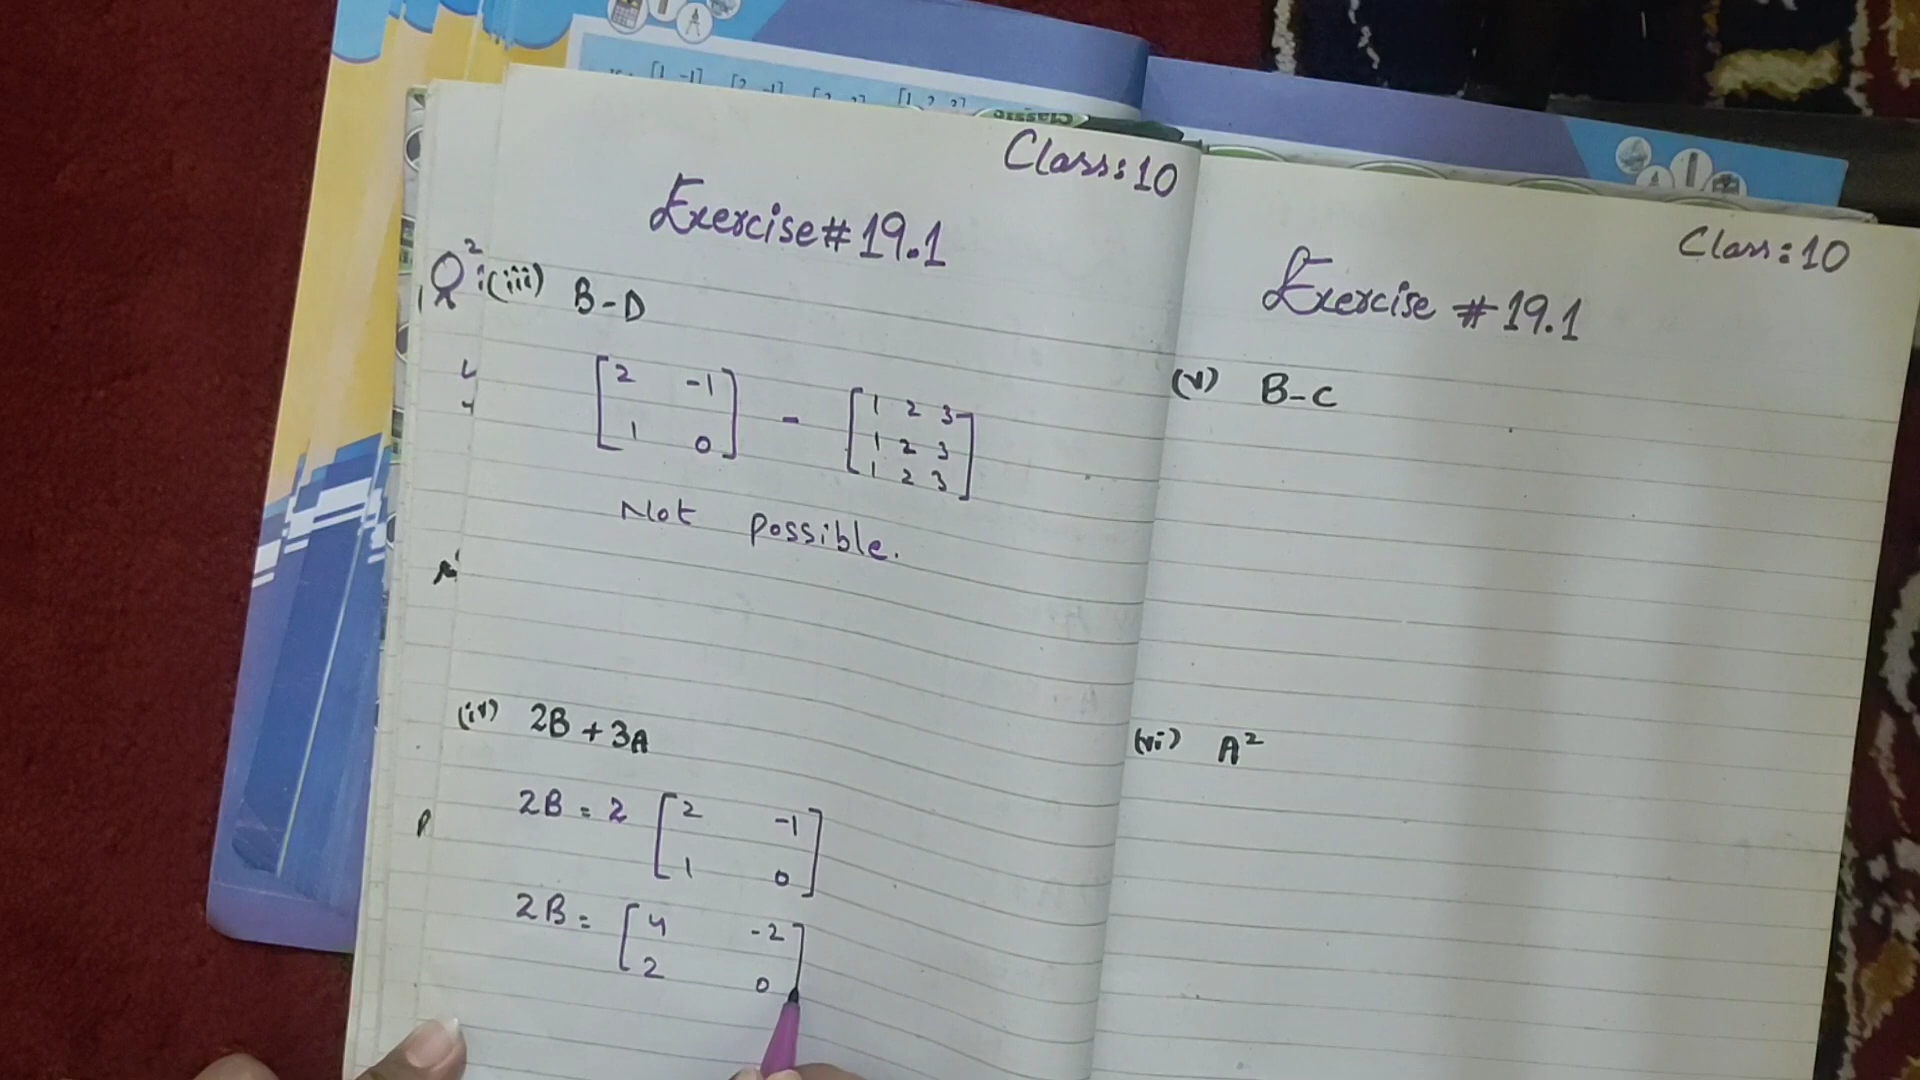 Class:10
Exercise # 19.1
Q2:(iii) B-D
[2 -1
1 0] - [1 2 3
1 2 3
1 2 3]
Not possible.
(iv) 2B + 3A
2B = 2 [2 -1
1 0]
2B = [4 -2
2 0]
Class:10
Exercise # 19.1
(v) B-C
(vi) A²